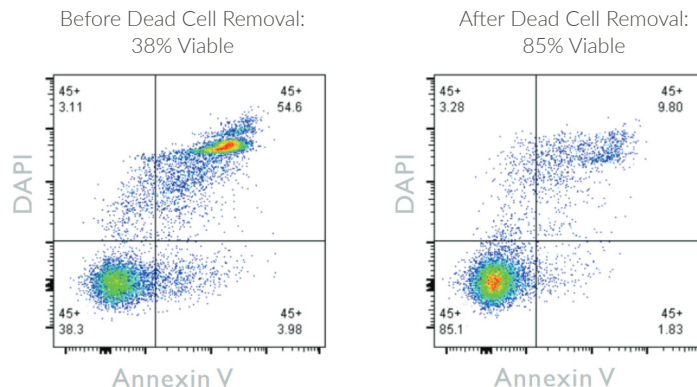 Before Dead Cell Removal:
38% Viable
45+
3.11
45+
54.6
45+
38.3
45+
3.98
DAPI
Annexin V
After Dead Cell Removal:
85% Viable
45+
3.28
45+
9.80
45+
85.1
45+
1.83
DAPI
Annexin V